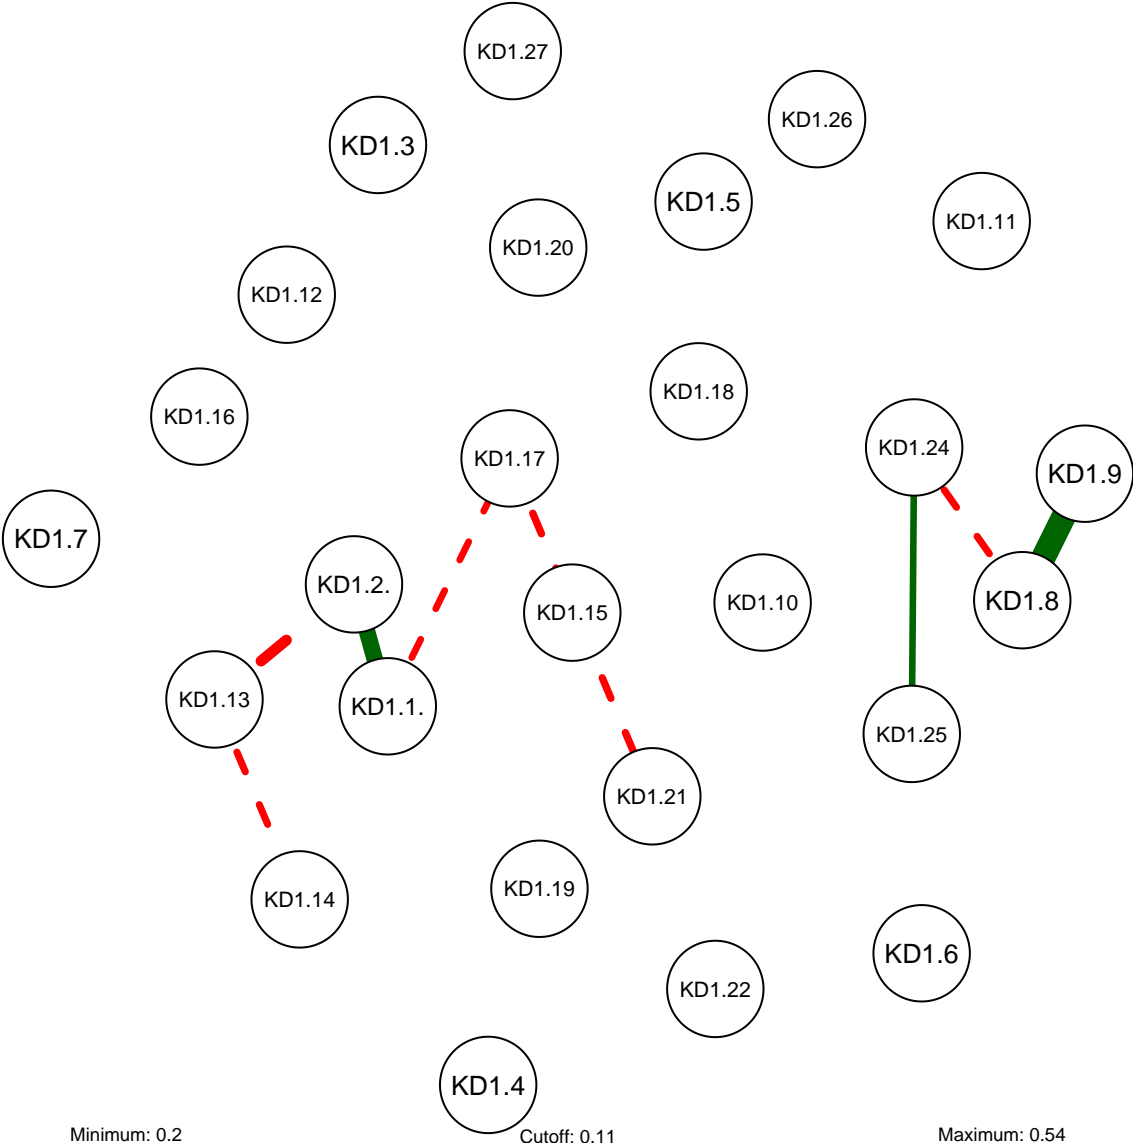 KD1.27
KD1.26
KD1.3
KD1.5
KD1.11
KD1.20
KD1.12
KD1.18
KD1.16
KD1.24
KD1.17
KD1.9
KD1.7
KD1.2.
KD1.8
KD1.10
KD1.15
KD1.13
KD1.1.
KD1.25
KD1.21
KD1.19
KD1.14
KD1.6
KD1.22
KD1.4
Minimum: 0.2
Cutoff: 0.11
Maximum: 0.54